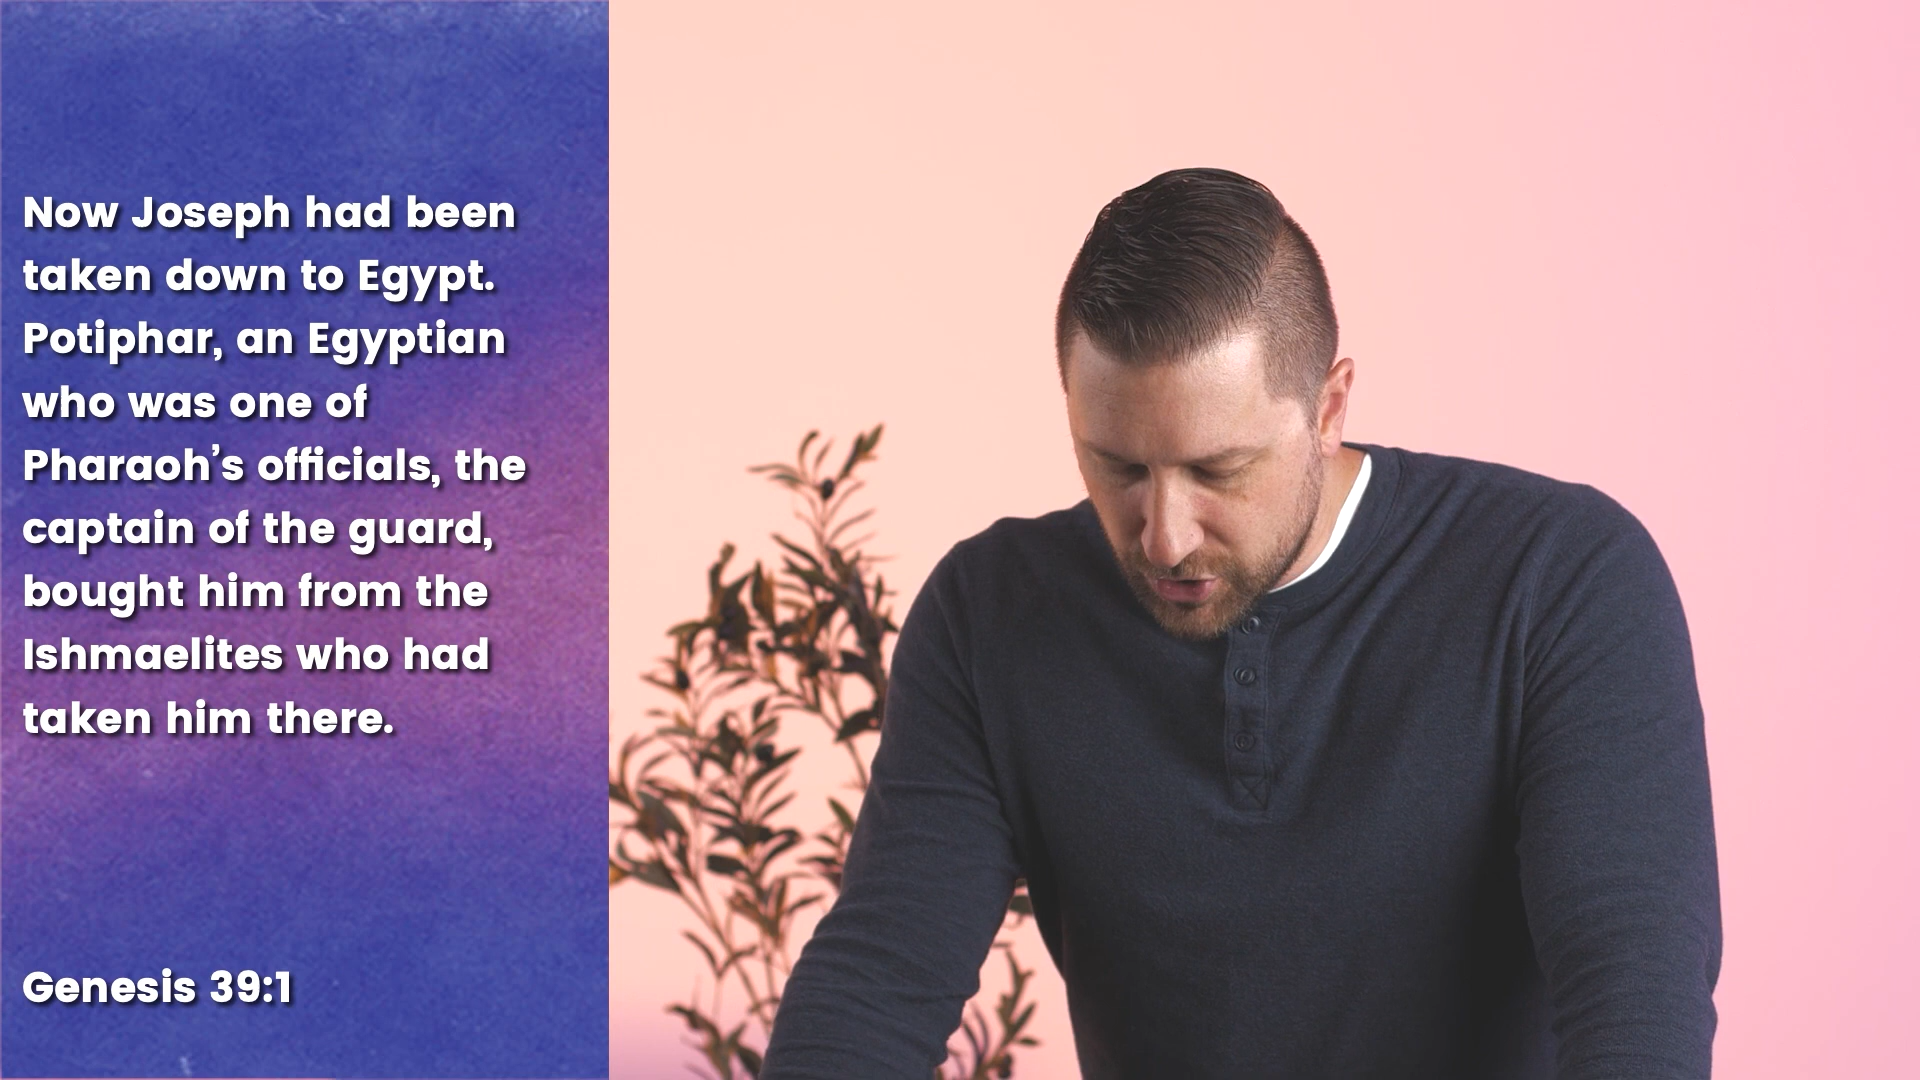 Now Joseph had been
taken down to Egypt.
Potiphar, an Egyptian
who was one of
Pharaoh’s officials, the
captain of the guard,
bought him from the
Ishmaelites who had
taken him there.
Genesis 39:1